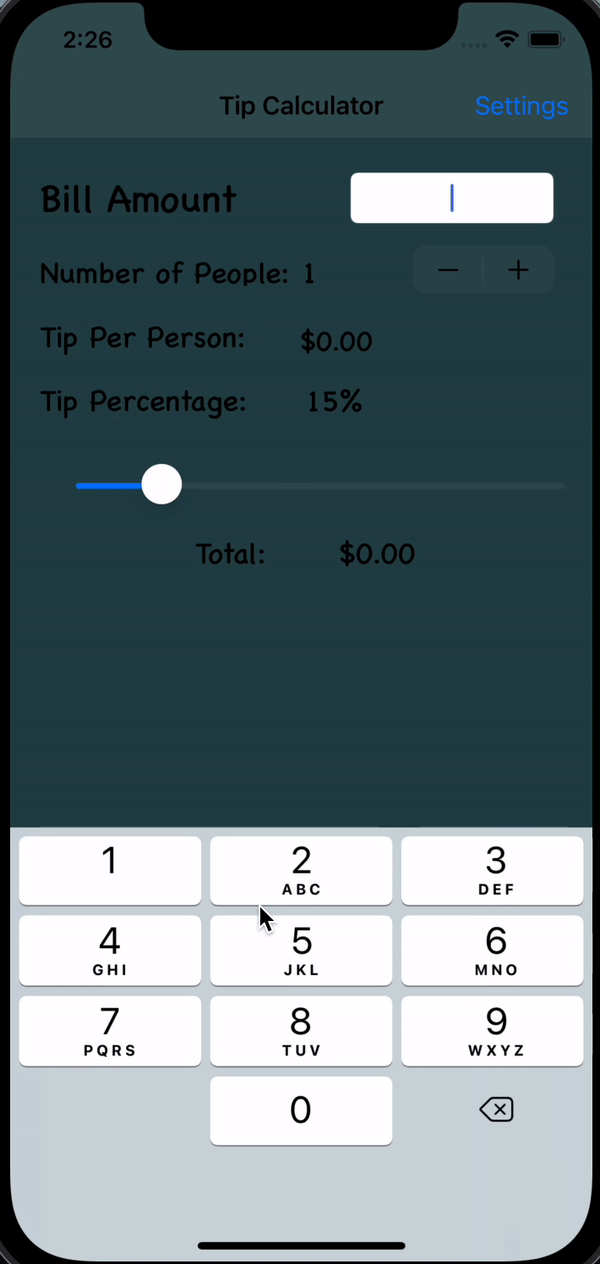 2:26
Tip Calculator Settings
Bill Amount
Number of People: 1
− +
Tip Per Person: $0.00
Tip Percentage: 15%
Total: $0.00
1 2 3
ABC DEF
4 5 6
GHI JKL MNO
7 8 9
PQRS TUV WXYZ
0